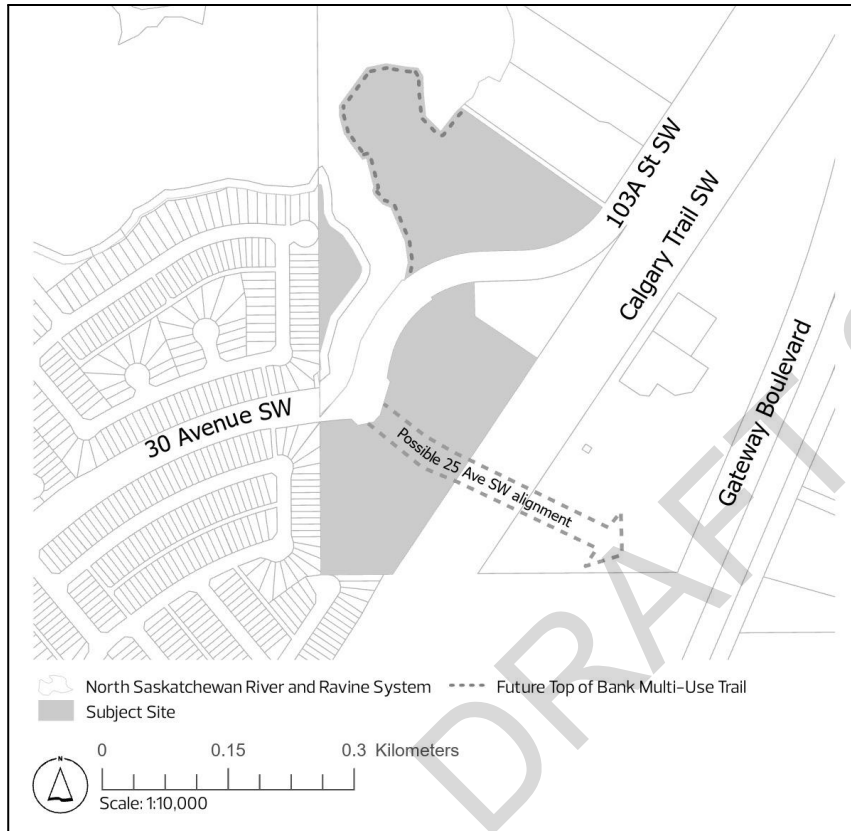 103A St SW
Calgary Trail SW
Gateway Boulevard
30 Avenue SW
Possible 25 Ave SW alignment
DRAFT
North Saskatchewan River and Ravine System
Future Top of Bank Multi-Use Trail
Subject Site
0 0.15 0.3 Kilometers
N
Scale: 1:10,000